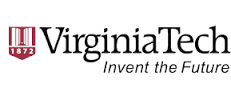 1872
VirginiaTech
Invent the Future